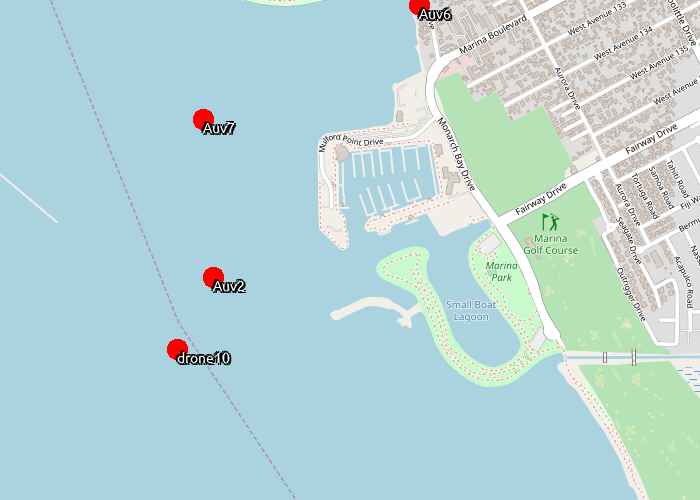 Auv6
Marina Boulevard
West Avenue 133
West Avenue 134
West Avenue 135
West Avenue
Doolittle Drive
Aurora Drive
Auv7
Mulford Point Drive
Monarch Bay Drive
Fairway Drive
Fairway Drive
Tahiti Road
Samoa Road
Tortuga Road
Aurora Drive
Seagate Drive
Outrigger Drive
Fiji Wa
Bermu
Nass
Acapulco Road
Marina
Golf Course
Marina
Park
Small Boat
Lagoon
Auv2
drone10